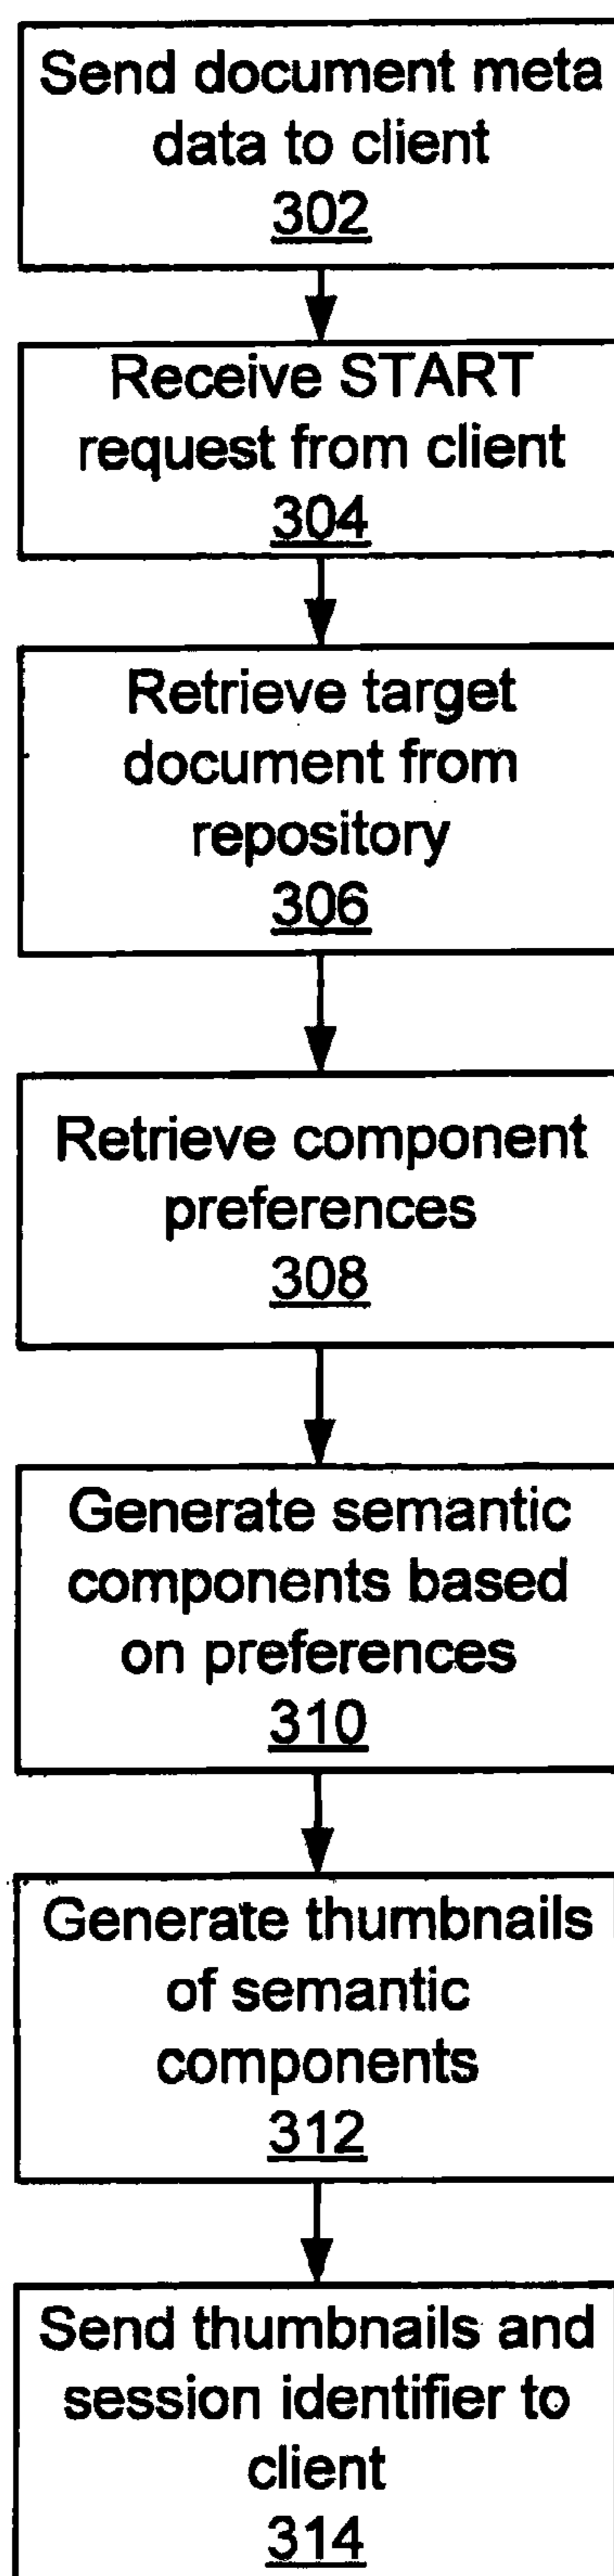 Send document meta
data to client
302
Receive START
request from client
304
Retrieve target
document from
repository
306
Retrieve component
preferences
308
Generate semantic
components based
on preferences
310
Generate thumbnails
of semantic
components
312
Send thumbnails and
session identifier to
client
314